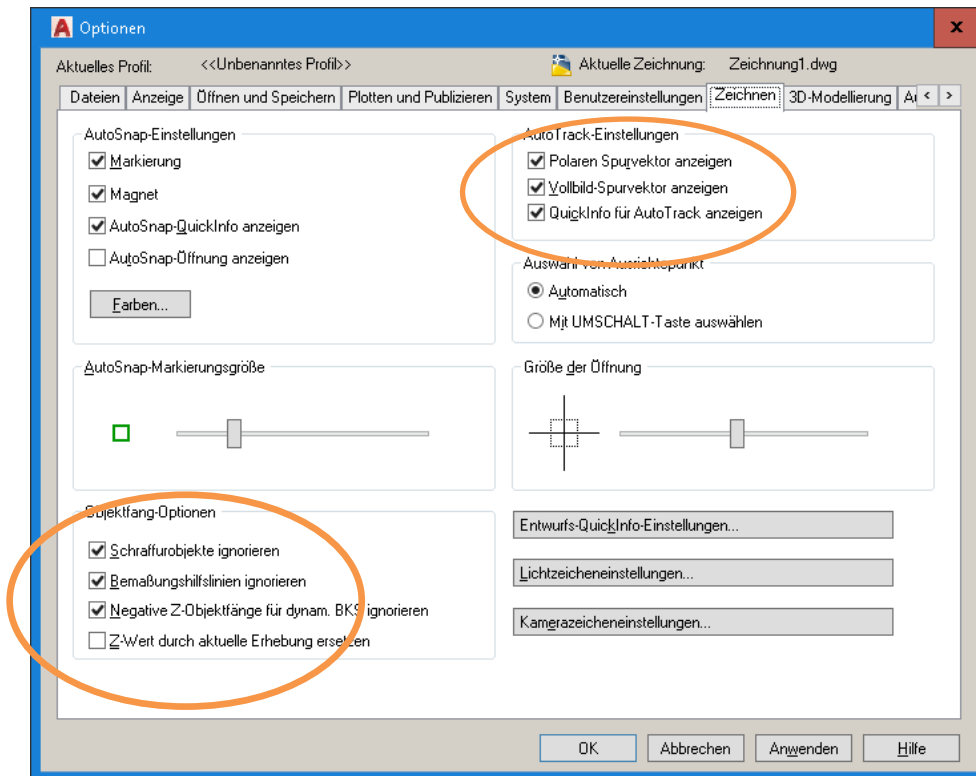 Optionen
Aktuelles Profil: <<Unbenanntes Profil>> Aktuelle Zeichnung: Zeichnung1.dwg
Dateien Anzeige Öffnen und Speichern Plotten und Publizieren System Benutzereinstellungen Zeichnen 3D-Modellierung
AutoSnap-Einstellungen
Markierung
Magnet
AutoSnap-QuickInfo anzeigen
AutoSnap-Öffnung anzeigen
Farben...
AutoTrack-Einstellungen
Polaren Spurvektor anzeigen
Vollbild-Spurvektor anzeigen
QuickInfo für AutoTrack anzeigen
Auswahl von Ausrichtepunkt
Automatisch
Mit UMSCHALT-Taste auswählen
AutoSnap-Markierungsgröße
Größe der Öffnung
Objektfang-Optionen
Schraffurobjekte ignorieren
Bemaßungshilfslinien ignorieren
Negative Z-Objektfänge für dynam. BKS ignorieren
Z-Wert durch aktuelle Erhebung ersetzen
Entwurfs-QuickInfo-Einstellungen...
Lichtzeicheneinstellungen...
Kamerazeicheneinstellungen...
OK Abbrechen Anwenden Hilfe